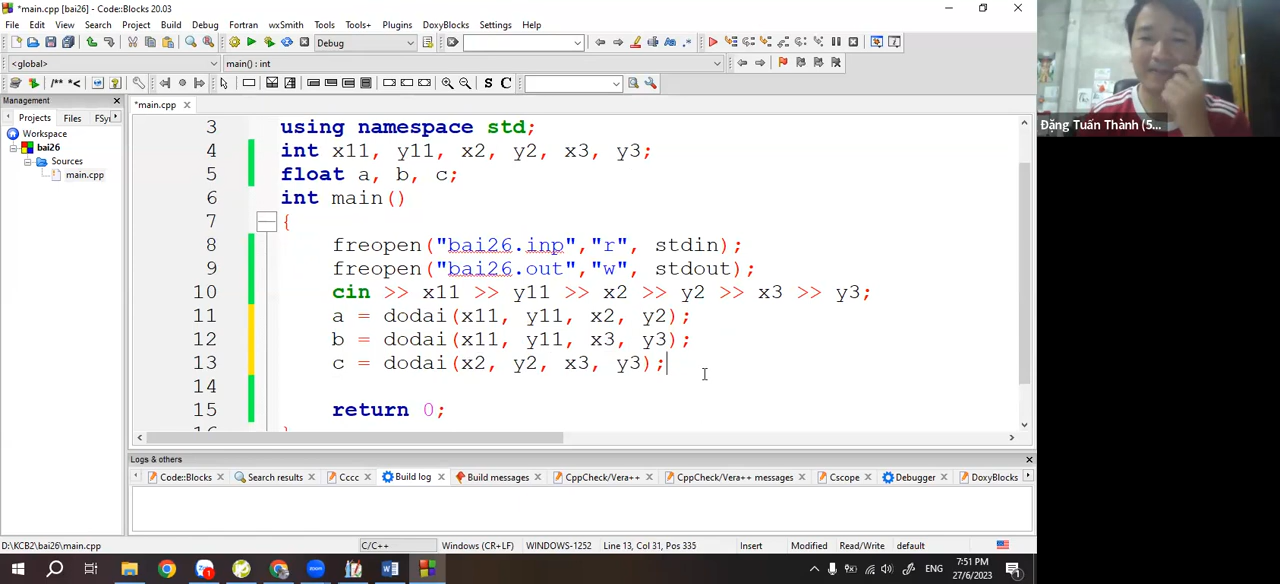 *main.cpp [bai26] - Code::Blocks 20.03
File Edit View Search Project Build Debug Fortran wxSmith Tools Tools+ Plugins DoxyBlocks Settings Help
Debug
<global> main() : int
Management
Projects Files FSy
Workspace
bai26
Sources
main.cpp
*main.cpp
3 using namespace std;
4 int x11, y11, x2, y2, x3, y3;
5 float a, b, c;
6 int main()
7 {
8 freopen("bai26.inp","r", stdin);
9 freopen("bai26.out","w", stdout);
10 cin >> x11 >> y11 >> x2 >> y2 >> x3 >> y3;
11 a = dodai(x11, y11, x2, y2);
12 b = dodai(x11, y11, x3, y3);
13 c = dodai(x2, y2, x3, y3);
14
15 return 0;
Logs & others
Code::Blocks Search results Cccc Build log Build messages CppCheck/Vera++ CppCheck/Vera++ messages Cscope Debugger DoxyBlocks
D:\KCB2\bai26\main.cpp C/C++ Windows (CR+LF) WINDOWS-1252 Line 13, Col 31, Pos 335 Insert Modified Read/Write default
ENG 7:51 PM 27/6/2023
Đặng Tuấn Thành (5...